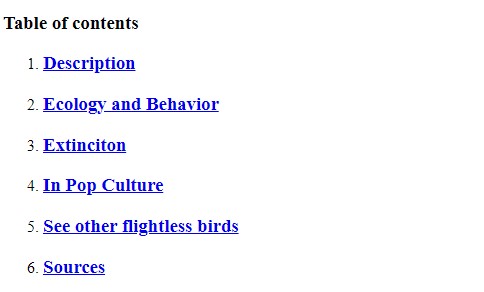 Table of contents
1. Description
2. Ecology and Behavior
3. Extinciton
4. In Pop Culture
5. See other flightless birds
6. Sources